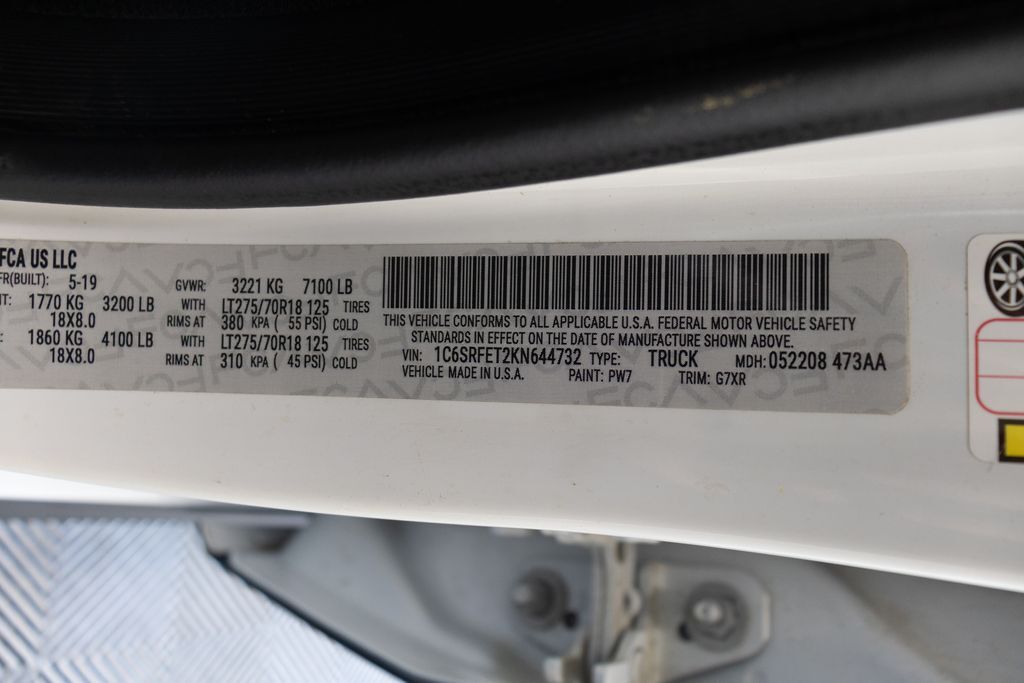 FCA US LLC
FR(BUILT): 5-19 GVWR: 3221 KG 7100 LB
T: 1770 KG 3200 LB WITH LT275/70R18 125 TIRES
18X8.0 RIMS AT 380 KPA ( 55 PSI) COLD
: 1860 KG 4100 LB WITH LT275/70R18 125 TIRES
18X8.0 RIMS AT 310 KPA ( 45 PSI) COLD
THIS VEHICLE CONFORMS TO ALL APPLICABLE U.S.A. FEDERAL MOTOR VEHICLE SAFETY
STANDARDS IN EFFECT ON THE DATE OF MANUFACTURE SHOWN ABOVE.
VIN: 1C6SRFET2KN644732 TYPE: TRUCK MDH: 052208 473AA
VEHICLE MADE IN U.S.A. PAINT: PW7 TRIM: G7XR